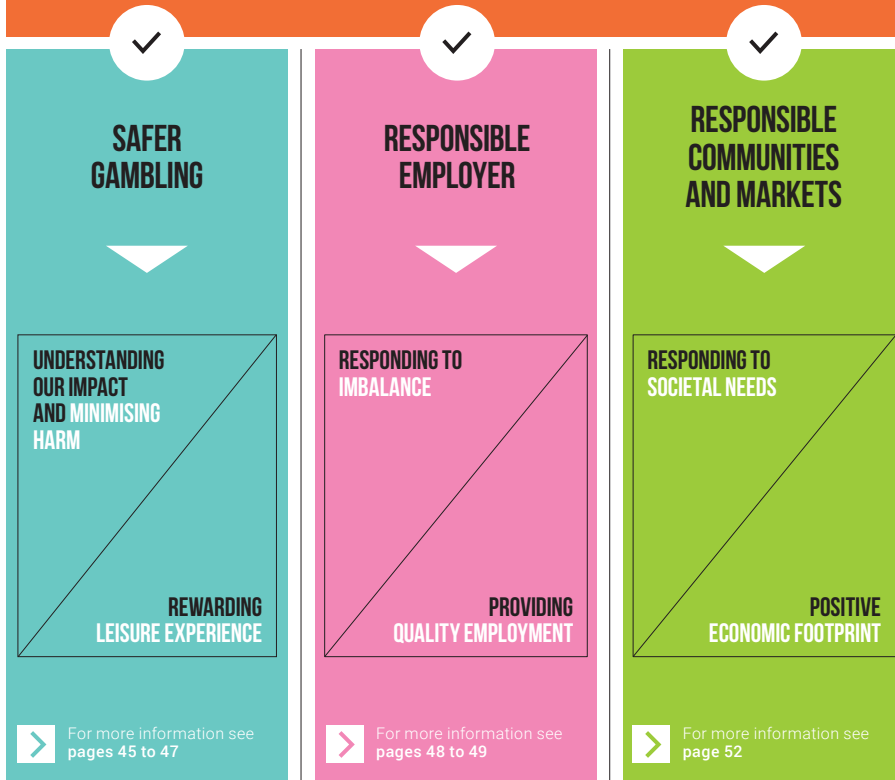 SAFER
GAMBLING
UNDERSTANDING
OUR IMPACT
AND MINIMISING
HARM
REWARDING
LEISURE EXPERIENCE
For more information see
pages 45 to 47
RESPONSIBLE
EMPLOYER
RESPONDING TO
IMBALANCE
PROVIDING
QUALITY EMPLOYMENT
For more information see
pages 48 to 49
RESPONSIBLE
COMMUNITIES
AND MARKETS
RESPONDING TO
SOCIETAL NEEDS
POSITIVE
ECONOMIC FOOTPRINT
For more information see
page 52